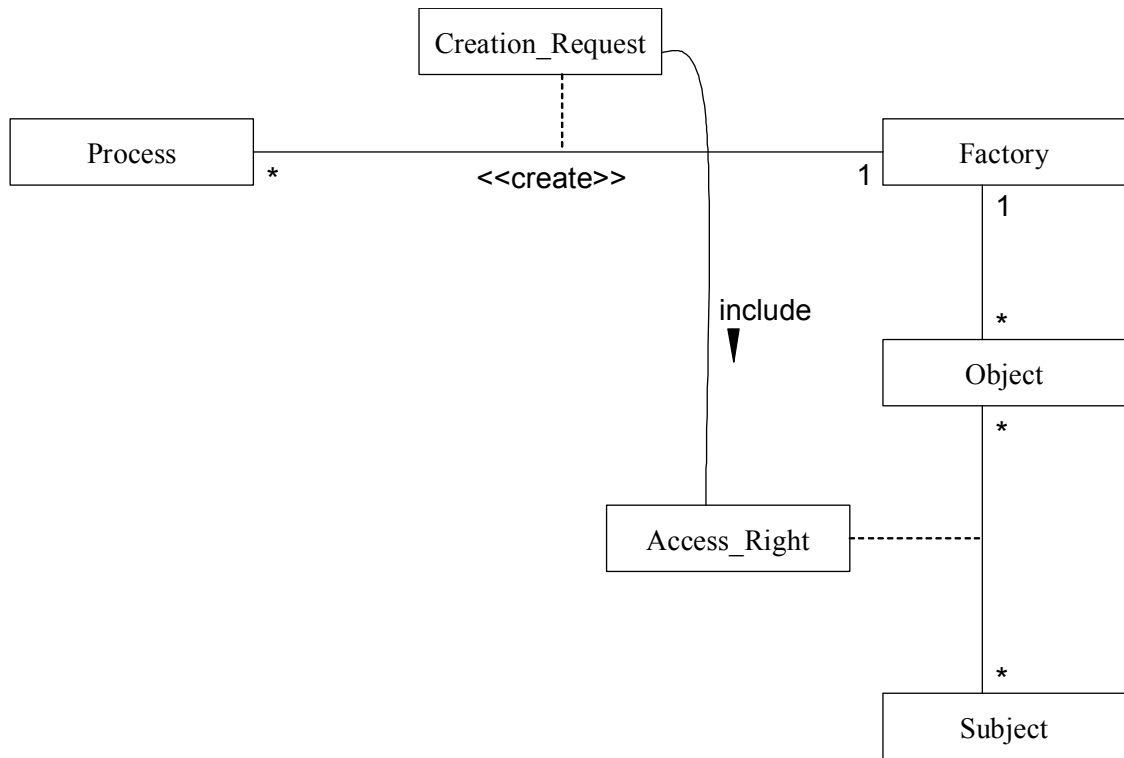 Creation_Request
Process
Factory
*
<<create>>
1
1
include
*
Object
*
Access_Right
*
Subject